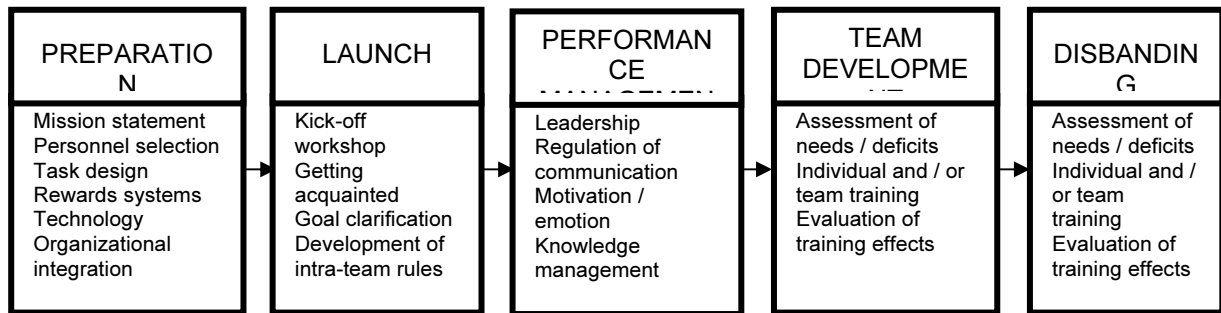 PREPARATIO
N
Mission statement
Personnel selection
Task design
Rewards systems
Technology
Organizational
integration
LAUNCH
Kick-off
workshop
Getting
acquainted
Goal clarification
Development of
intra-team rules
PERFORMAN
CE
MANAGEMEN
Leadership
Regulation of
communication
Motivation /
emotion
Knowledge
management
TEAM
DEVELOPME
Assessment of
needs / deficits
Individual and / or
team training
Evaluation of
training effects
DISBANDIN
G
Assessment of
needs / deficits
Individual and /
or team
training
Evaluation of
training effects